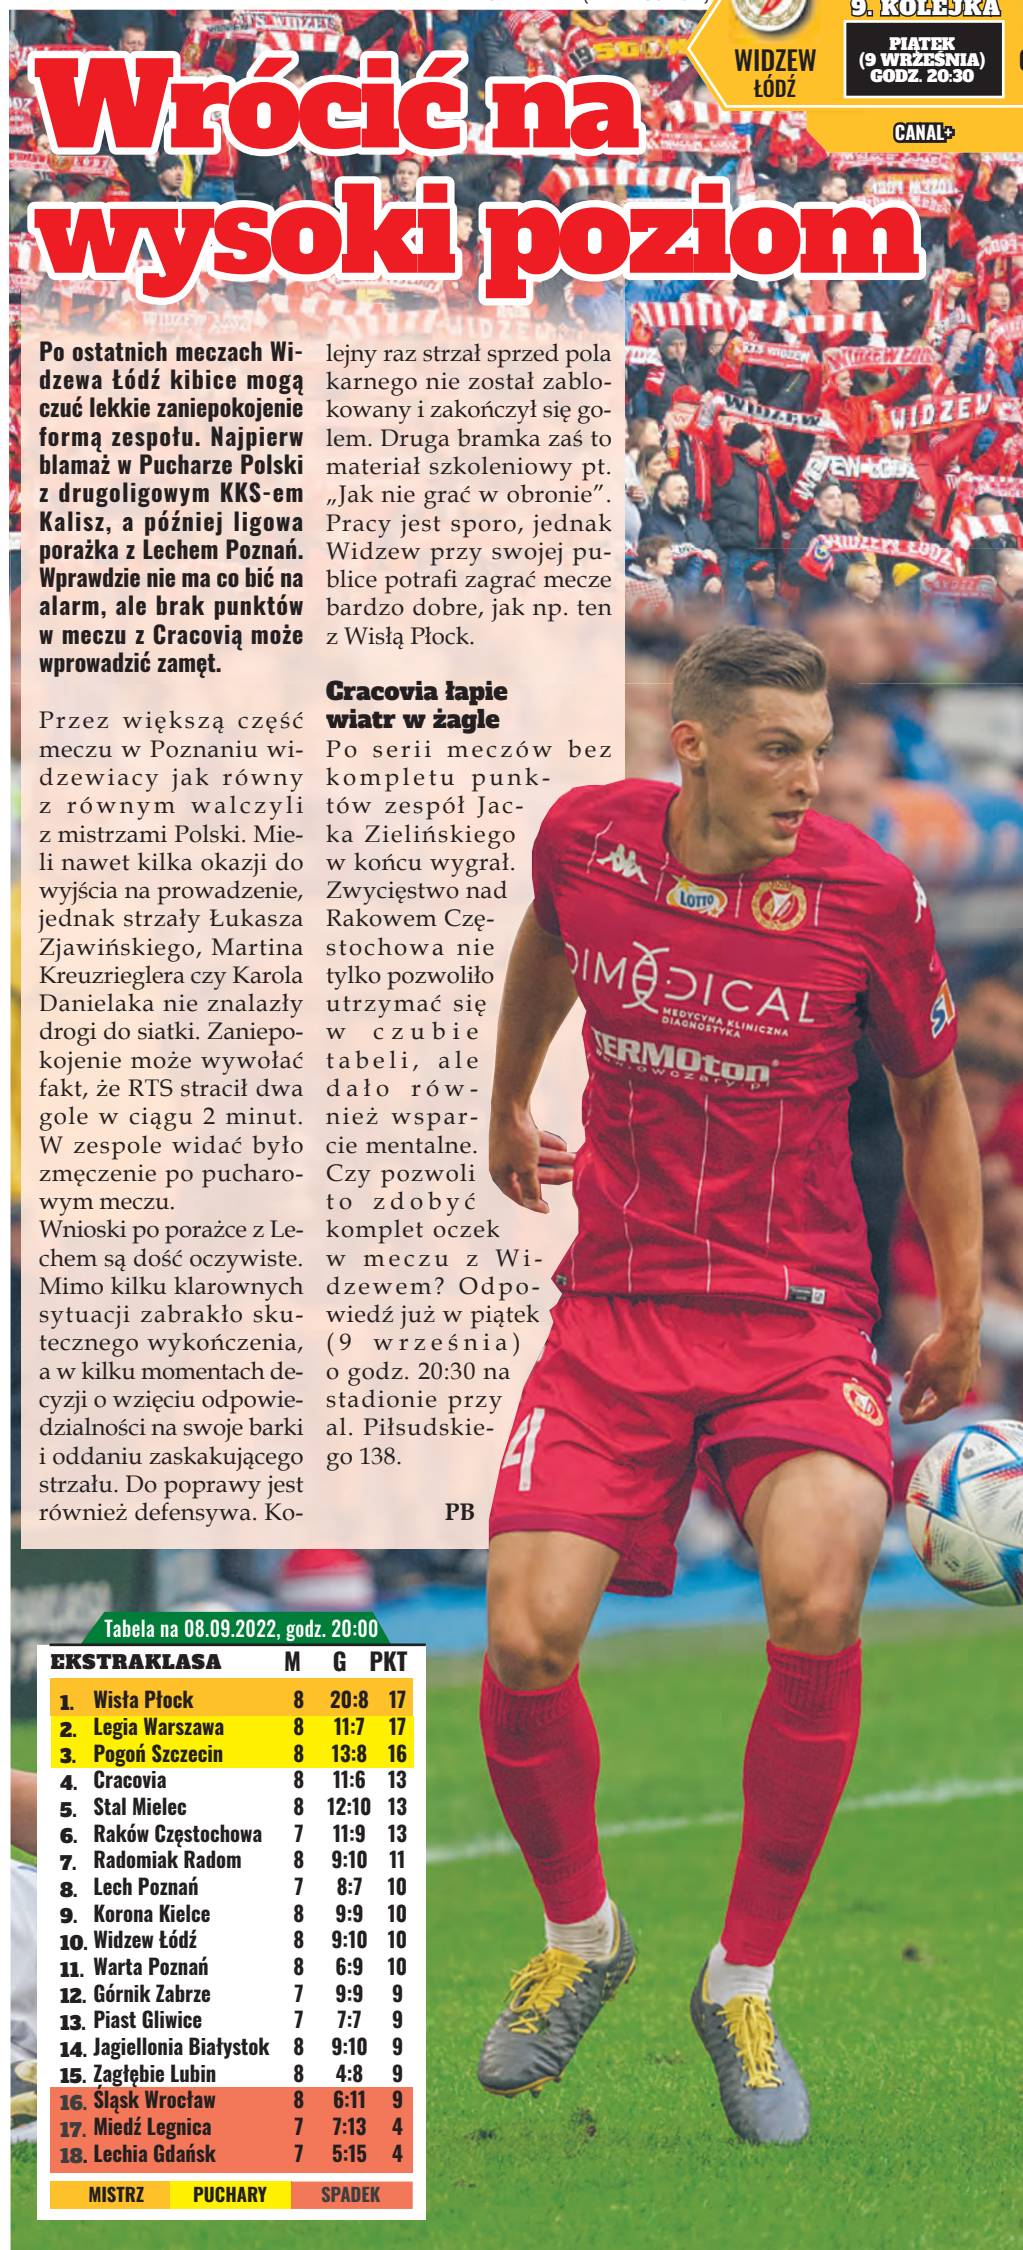 WIDZEW
ŁÓDŹ
9. KOLEJKA
PIĄTEK
(9 WRZEŚNIA)
GODZ. 20:30
CANAL+
Wrócić na
wysoki poziom
Po ostatnich meczach Wi-
dzewa Łódź kibice mogą
czuć lekkie zaniepokojenie
formą zespołu. Najpierw
blamaż w Pucharze Polski
z drugoligowym KKS-em
Kalisz, a później ligowa
porażka z Lechem Poznań.
Wprawdzie nie ma co bić na
alarm, ale brak punktów
w meczu z Cracovią może
wprowadzić zamęt.
Przez większą część
meczu w Poznaniu wi-
dzewiacy jak równy
z równym walczyli
z mistrzami Polski. Mie-
li nawet kilka okazji do
wyjścia na prowadzenie,
jednak strzały Łukasza
Zjawińskiego, Martina
Kreuzrieglera czy Karola
Danielaka nie znalazły
drogi do siatki. Zaniepo-
kojenie może wywołać
fakt, że RTS stracił dwa
gole w ciągu 2 minut.
W zespole widać było
zmęczenie po pucharo-
wym meczu.
Wnioski po porażce z Le-
chem są dość oczywiste.
Mimo kilku klarownych
sytuacji zabrakło sku-
tecznego wykończenia,
a w kilku momentach de-
cyzji o wzięciu odpowie-
dzialności na swoje barki
i oddaniu zaskakującego
strzału. Do poprawy jest
również defensywa. Ko-
lejny raz strzał sprzed pola
karnego nie został zablo-
kowany i zakończył się go-
lem. Druga bramka zaś to
materiał szkoleniowy pt.
„Jak nie grać w obronie”.
Pracy jest sporo, jednak
Widzew przy swojej pu-
blice potrafi zagrać mecze
bardzo dobre, jak np. ten
z Wisłą Płock.
Cracovia łapie
wiatr w żagle
Po serii meczów bez
kompletu punk-
tów zespół Jac-
ka Zielińskiego
w końcu wygrał.
Zwycięstwo nad
Rakowem Czę-
stochowa nie
tylko pozwoliło
utrzymać się
w czubie
tabeli, ale
dało rów-
nież wspar-
cie mentalne.
Czy pozwoli
to zdobyć
komplet oczek
w meczu z Wi-
dzewem? Odpo-
wiedź już w piątek
(9 września)
o godz. 20:30 na
stadionie przy
al. Piłsudskie-
go 138.
PB
LOTTO
DIMEDICAL
MEDYCYNA KLINICZNA
DIAGNOSTYKA
TERMOton
www.owczary.pl
4
Tabela na 08.09.2022, godz. 20:00
EKSTRAKLASA M G PKT
1. Wisła Płock 8 20:8 17
2. Legia Warszawa 8 11:7 17
3. Pogoń Szczecin 8 13:8 16
4. Cracovia 8 11:6 13
5. Stal Mielec 8 12:10 13
6. Raków Częstochowa 7 11:9 13
7. Radomiak Radom 8 9:10 11
8. Lech Poznań 7 8:7 10
9. Korona Kielce 8 9:9 10
10. Widzew Łódź 8 9:10 10
11. Warta Poznań 8 6:9 10
12. Górnik Zabrze 7 9:9 9
13. Piast Gliwice 7 7:7 9
14. Jagiellonia Białystok 8 9:10 9
15. Zagłębie Lubin 8 4:8 9
16. Śląsk Wrocław 8 6:11 9
17. Miedź Legnica 7 7:13 4
18. Lechia Gdańsk 7 5:15 4
MISTRZ PUCHARY SPADEK